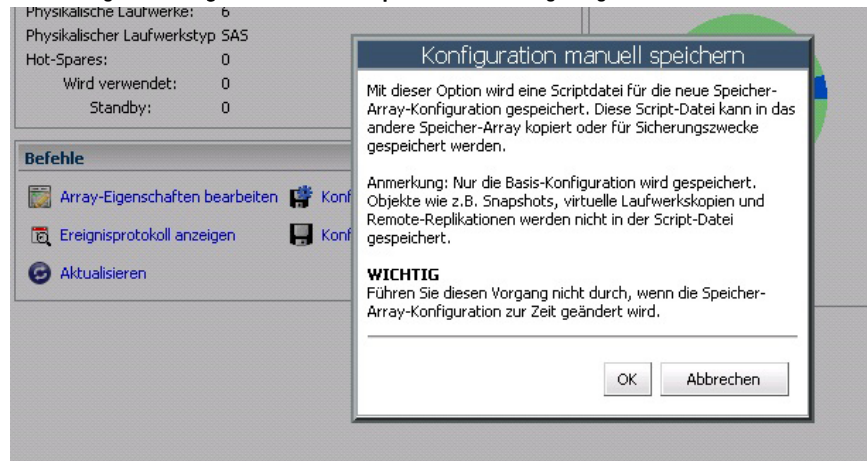 Physikalische Laufwerke: 6
Physikalischer Laufwerkstyp SAS
Hot-Spares: 0
Wird verwendet: 0
Standby: 0
Befehle
Array-Eigenschaften bearbeiten Konf
Ereignisprotokoll anzeigen Konf
Aktualisieren
Konfiguration manuell speichern
Mit dieser Option wird eine Scriptdatei für die neue Speicher-
Array-Konfiguration gespeichert. Diese Script-Datei kann in das
andere Speicher-Array kopiert oder für Sicherungszwecke
gespeichert werden.
Anmerkung: Nur die Basis-Konfiguration wird gespeichert.
Objekte wie z.B. Snapshots, virtuelle Laufwerkskopien und
Remote-Replikationen werden nicht in der Script-Datei
gespeichert.
WICHTIG
Führen Sie diesen Vorgang nicht durch, wenn die Speicher-
Array-Konfiguration zur Zeit geändert wird.
OK Abbrechen